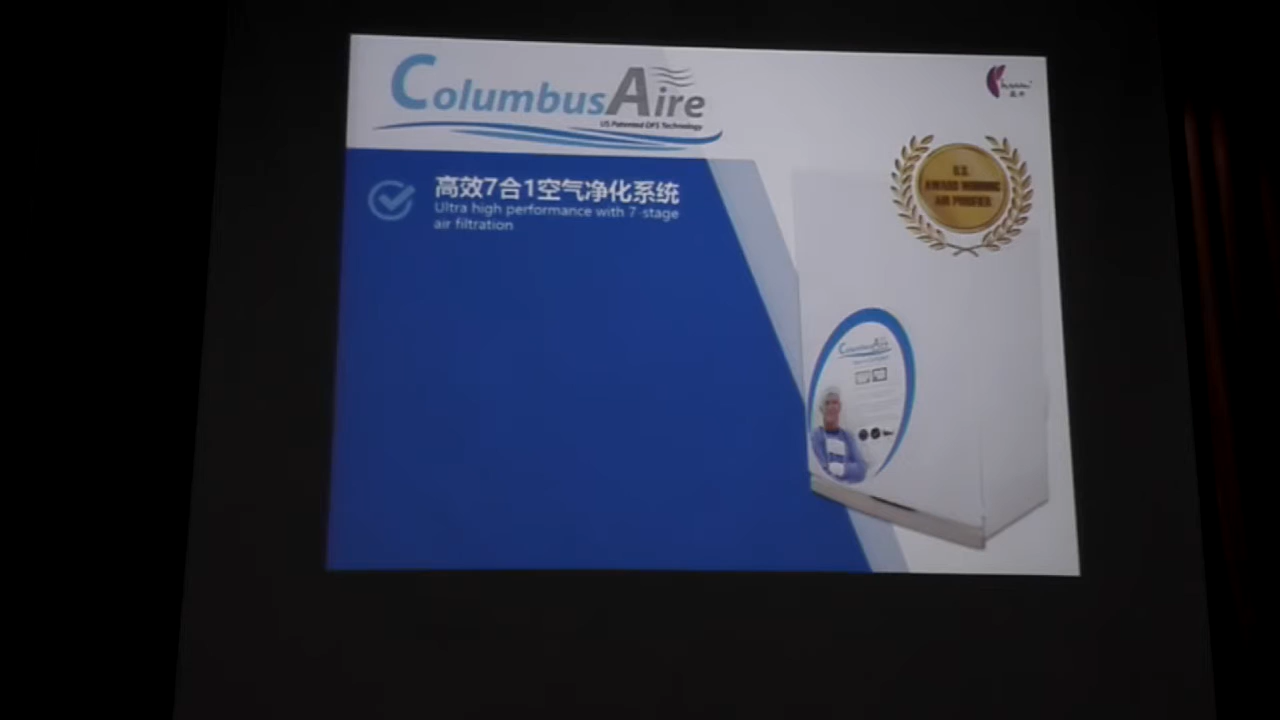 ColumbusAire
US Patented DFS Technology
U.S.
AWARD WINNING
AIR PURIFIER
高效7合1空气净化系统
Ultra high performance with 7-stage
air filtration
ColumbusAire